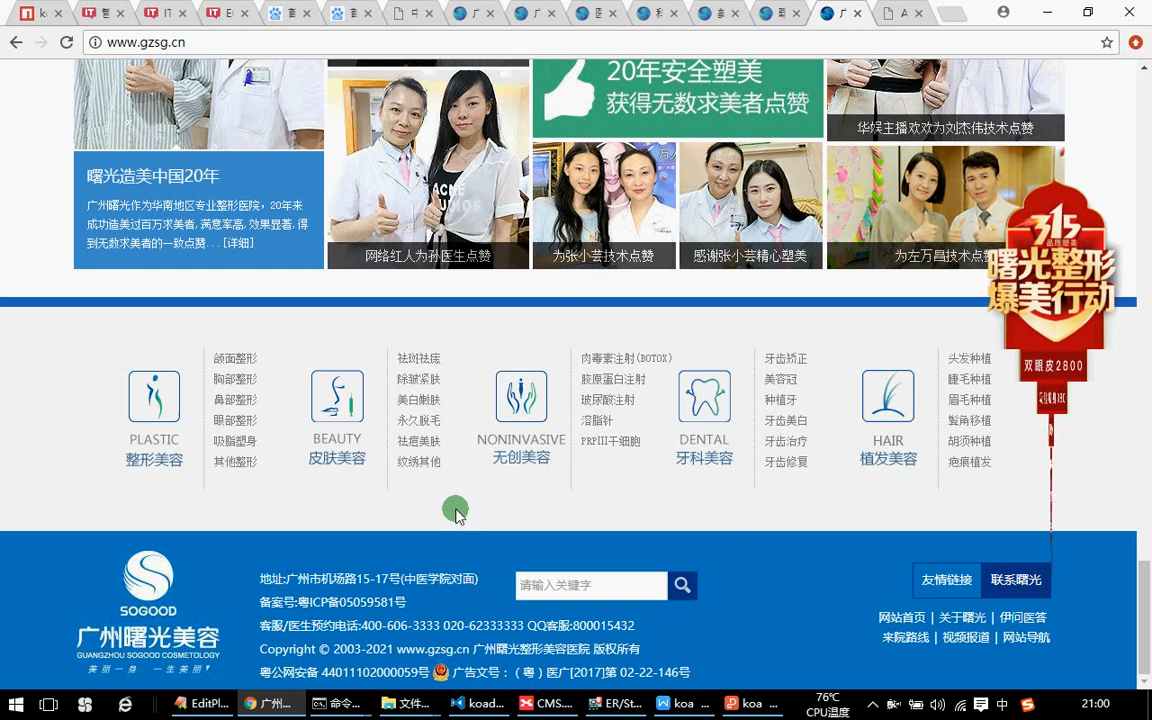 www.gzsg.cn
20年安全塑美
获得无数求美者点赞
华娱主播欢欢为刘杰伟技术点赞
曙光造美中国20年
广州曙光作为华南地区专业整形医院，20年来
成功造美过百万求美者,满意率高,效果显著,得
到无数求美者的一致点赞...[详细]
ACNE
STUDIOS
网络红人为孙医生点赞
为张小芸技术点赞
感谢张小芸精心塑美
为左万昌技术点
315
品质塑美
曙光整形
爆美行动
双眼皮2800
PLASTIC
整形美容
颌面整形
胸部整形
鼻部整形
眼部整形
吸脂塑身
其他整形
BEAUTY
皮肤美容
祛斑祛痣
除皱紧肤
美白嫩肤
永久脱毛
祛痘美肤
纹绣其他
NONINVASIVE
无创美容
肉毒素注射(BOTOX)
胶原蛋白注射
玻尿酸注射
溶脂针
PRPIII干细胞
DENTAL
牙科美容
牙齿矫正
美容冠
种植牙
牙齿美白
牙齿治疗
牙齿修复
HAIR
植发美容
头发种植
睫毛种植
眉毛种植
鬓角移植
胡须种植
疤痕植发
SOGOOD
广州曙光美容
GUANGZHOU SOGOOD COSMETOLOGY
美丽一身 一生美丽
地址:广州市机场路15-17号(中医学院对面)
备案号:粤ICP备05059581号
客服/医生预约电话:400-606-3333 020-62333333 QQ客服:800015432
Copyright © 2003-2021 www.gzsg.cn 广州曙光整形美容医院 版权所有
粤公网安备 44011102000059号 广告文号：（粤）医广[2017]第 02-22-146号
请输入关键字
友情链接 联系曙光
网站首页 | 关于曙光 | 伊问医答
来院路线 | 视频报道 | 网站导航
EditPl...
广州...
命令...
文件...
koad...
CMS....
ER/St...
koa ...
koa ...
76℃
CPU温度
中
21:00